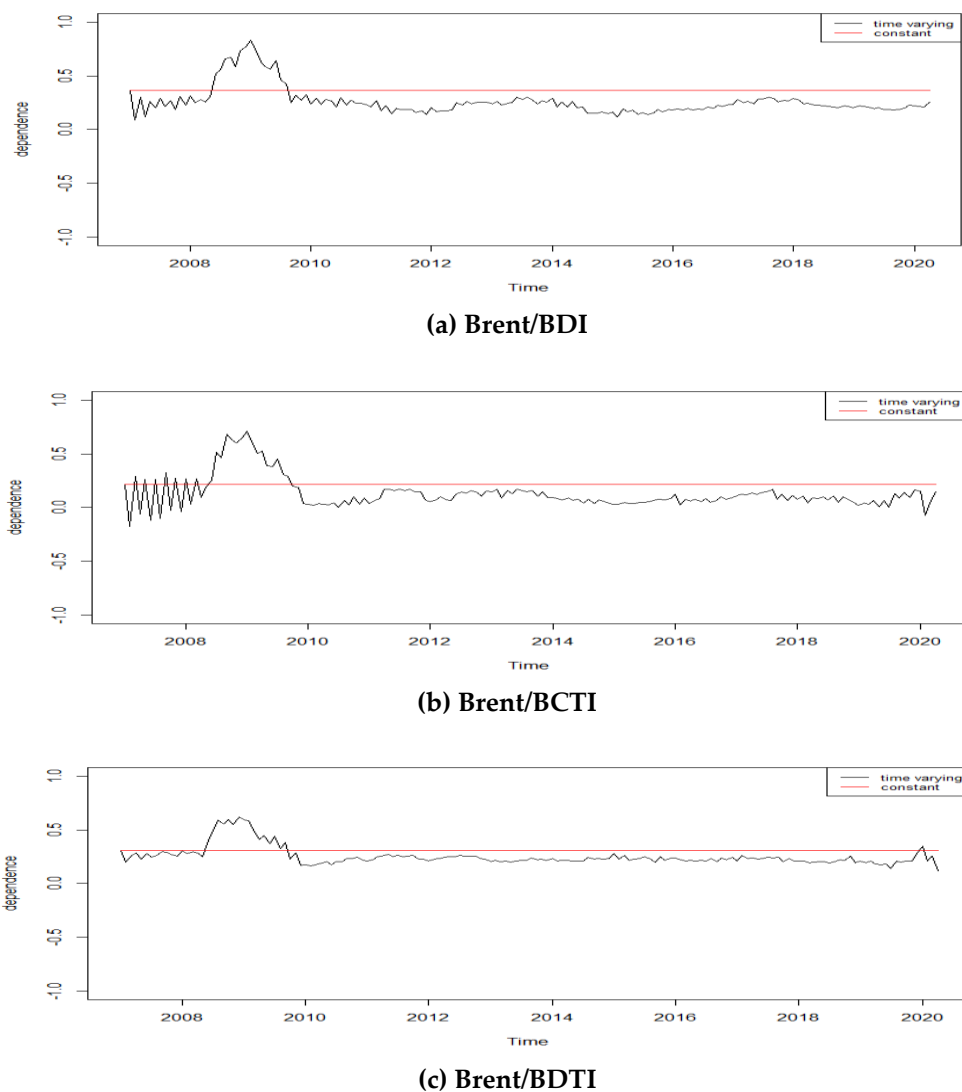 1.0
0.5
0.0
-0.5
-1.0
dependence
time varying
constant
2008 2010 2012 2014 2016 2018 2020
Time
(a) Brent/BDI
1.0
0.5
0.0
-0.5
-1.0
dependence
time varying
constant
2008 2010 2012 2014 2016 2018 2020
Time
(b) Brent/BCTI
1.0
0.5
0.0
-0.5
-1.0
dependence
time varying
constant
2008 2010 2012 2014 2016 2018 2020
Time
(c) Brent/BDTI